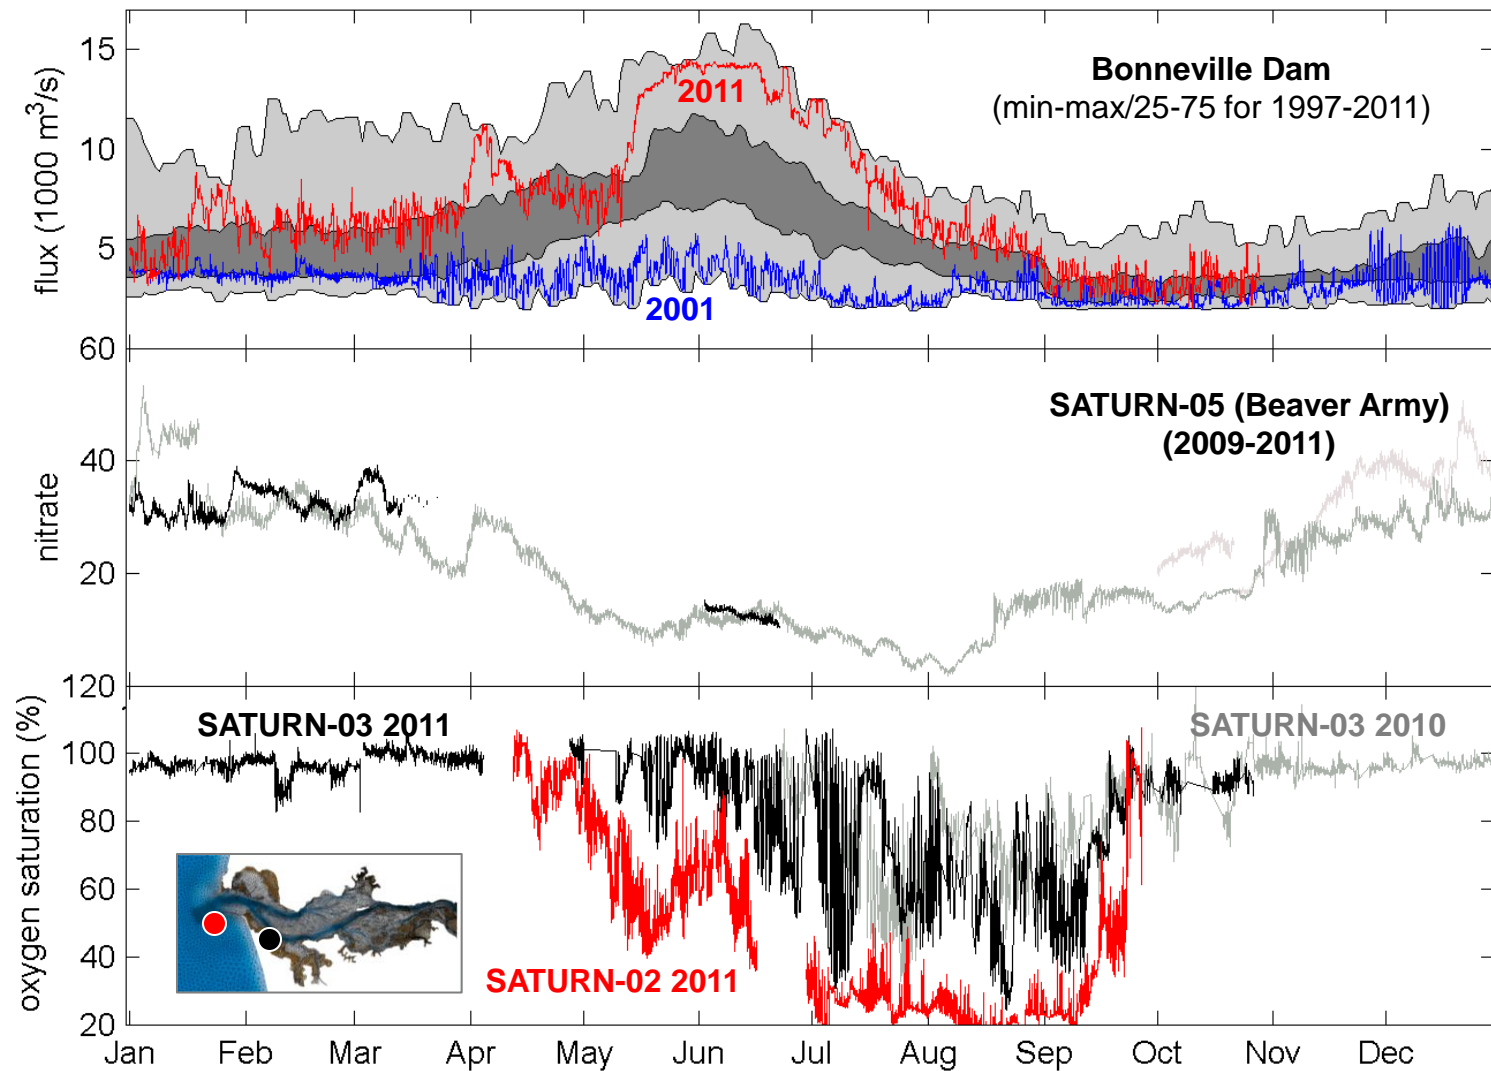 Bonneville Dam
(min-max/25-75 for 1997-2011)
2011
2001
flux (1000 m³/s)
15
10
5
60
SATURN-05 (Beaver Army)
(2009-2011)
nitrate
40
20
120
SATURN-03 2011
SATURN-03 2010
SATURN-02 2011
oxygen saturation (%)
100
80
60
40
20
Jan Feb Mar Apr May Jun Jul Aug Sep Oct Nov Dec